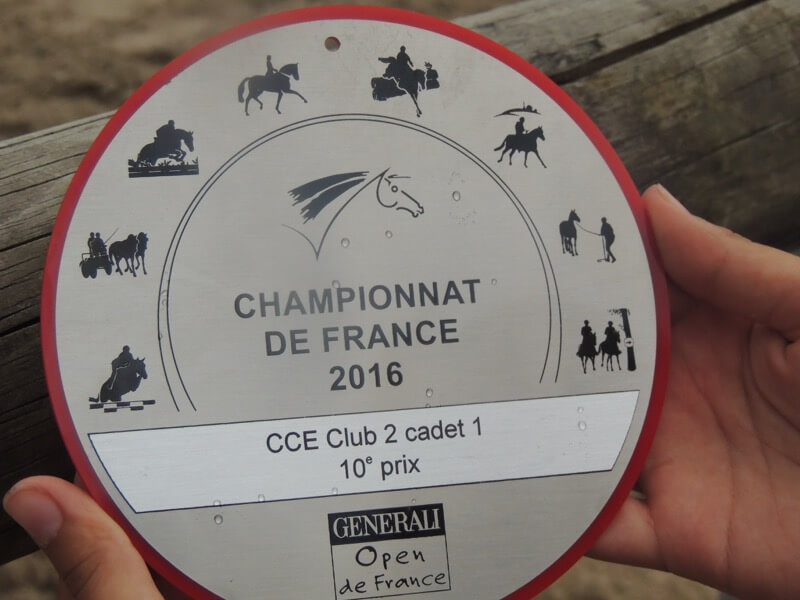 CHAMPIONNAT
DE FRANCE
2016
CCE Club 2 cadet 1
10e prix
GENERALI
Open
de France